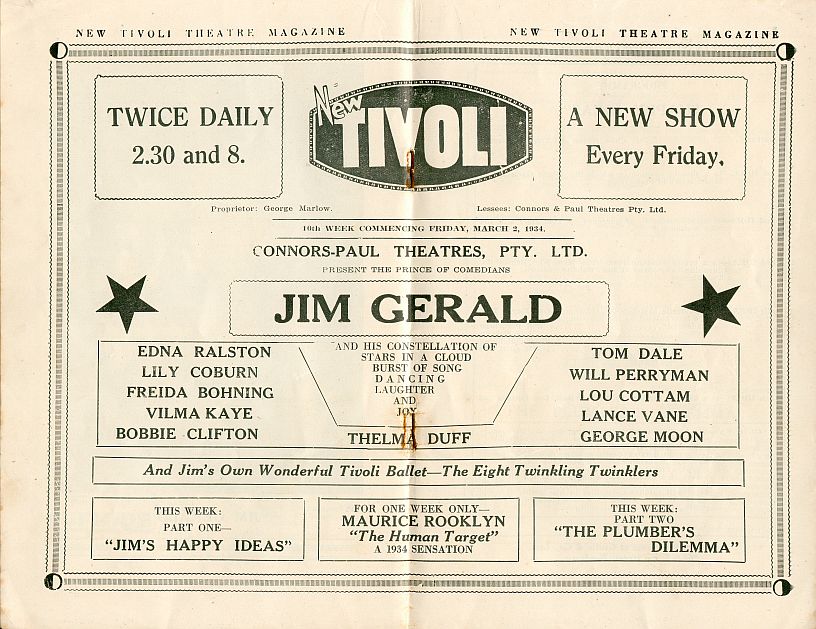 NEW TIVOLI THEATRE MAGAZINE
NEW TIVOLI THEATRE MAGAZINE
TWICE DAILY
2.30 and 8.
New
TIVOLI
A NEW SHOW
Every Friday.
Proprietor: George Marlow.
Lessees: Connors & Paul Theatres Pty. Ltd.
10th WEEK COMMENCING FRIDAY, MARCH 2, 1934.
CONNORS-PAUL THEATRES, PTY. LTD.
PRESENT THE PRINCE OF COMEDIANS
JIM GERALD
EDNA RALSTON
LILY COBURN
FREIDA BOHNING
VILMA KAYE
BOBBIE CLIFTON
AND HIS CONSTELLATION OF
STARS IN A CLOUD
BURST OF SONG
DANCING
LAUGHTER
AND
JOY
THELMA DUFF
TOM DALE
WILL PERRYMAN
LOU COTTAM
LANCE VANE
GEORGE MOON
And Jim's Own Wonderful Tivoli Ballet—The Eight Twinkling Twinklers
THIS WEEK:
PART ONE—
"JIM'S HAPPY IDEAS"
FOR ONE WEEK ONLY—
MAURICE ROOKLYN
"The Human Target"
A 1934 SENSATION
THIS WEEK:
PART TWO
"THE PLUMBER'S
DILEMMA"